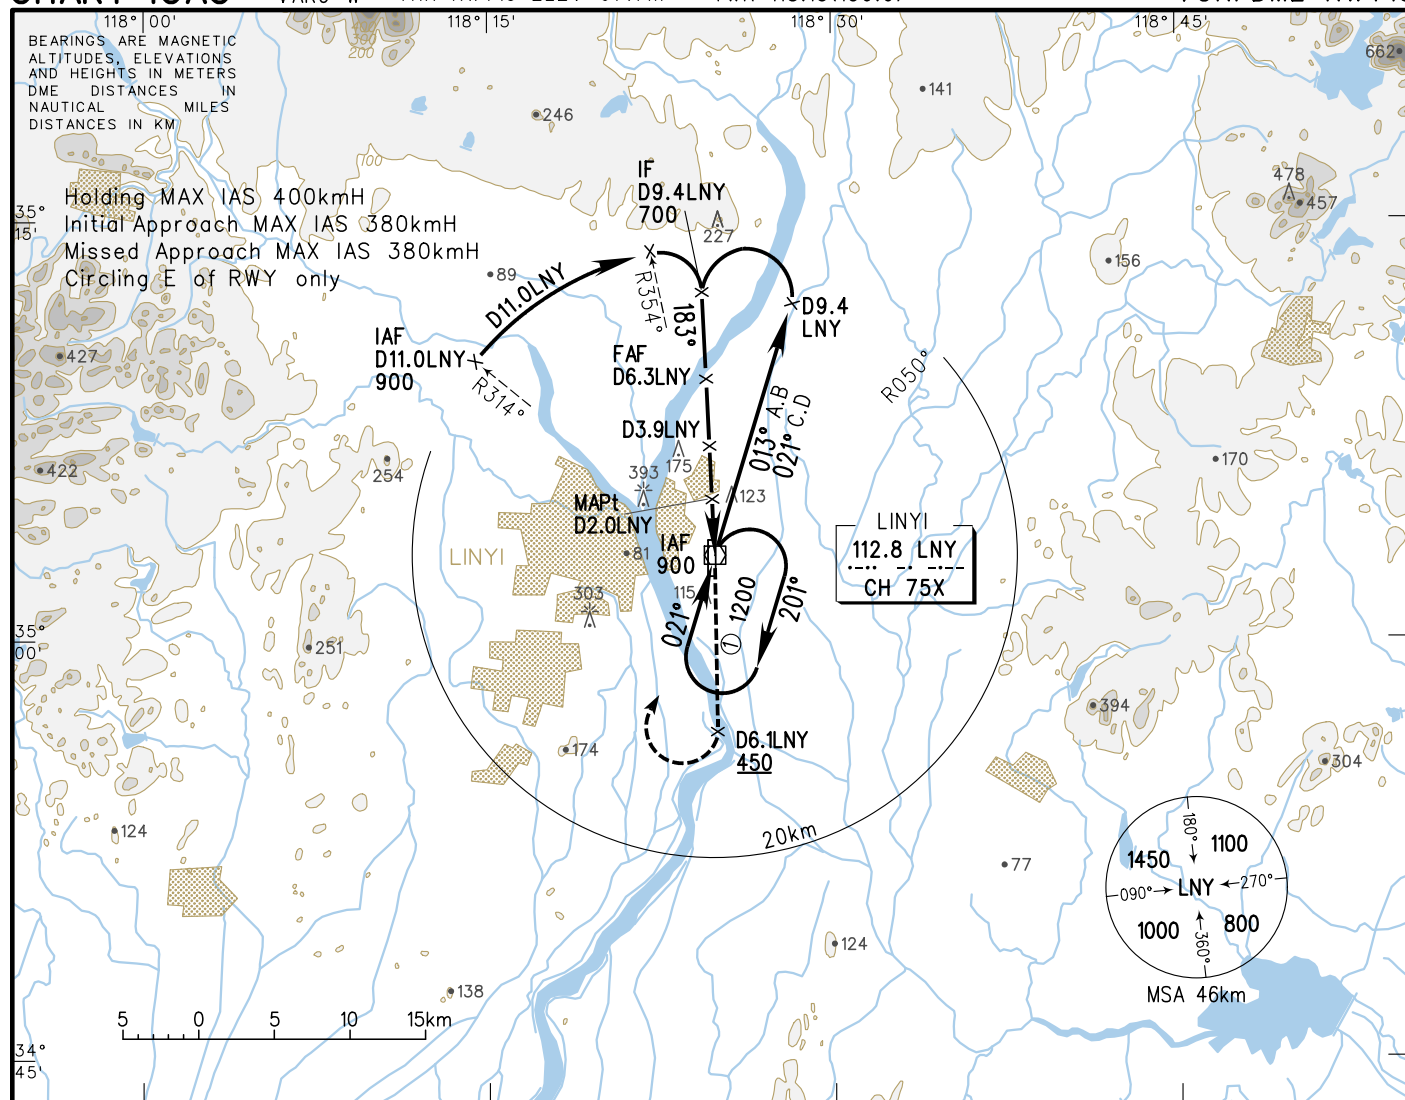 118° 00'
118° 15'
118° 30'
118° 45'
BEARINGS ARE MAGNETIC
ALTITUDES, ELEVATIONS
AND HEIGHTS IN METERS
DME DISTANCES IN
NAUTICAL MILES
DISTANCES IN KM
Holding MAX IAS 400kmH
Initial Approach MAX IAS 380kmH
Missed Approach MAX IAS 380kmH
Circling E of RWY only
35°
15'
300
200
100
246
141
662
478
457
156
89
427
422
254
170
IF
D9.4LNY
700
227
D11.0LNY
R354°
183°
D9.4
LNY
IAF
D11.0LNY
900
R314°
FAF
D6.3LNY
R050°
D3.9LNY
175
013° A.B
021° C.D
393
123
MAPt
D2.0LNY
LINYI
81
IAF
900
LINYI
112.8 LNY
CH 75X
303
115
021°
1 1200
201°
35°
00'
251
394
174
D6.1LNY
450
304
20km
124
77
180°
1450
1100
090°
LNY
270°
1000
800
360°
MSA 46km
124
138
5 0 5 10 15km
34°
45'